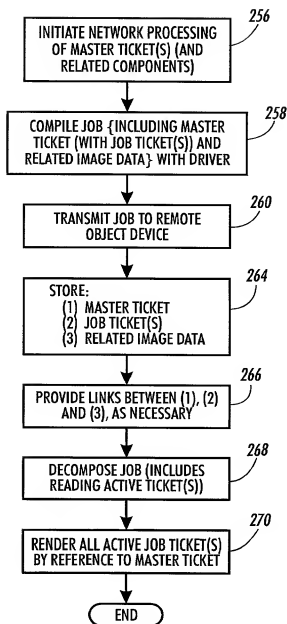 256
INITIATE NETWORK PROCESSING
OF MASTER TICKET(S) (AND
RELATED COMPONENTS)
258
COMPILE JOB {INCLUDING MASTER
TICKET (WITH JOB TICKET(S)) AND
RELATED IMAGE DATA} WITH DRIVER
260
TRANSMIT JOB TO REMOTE
OBJECT DEVICE
264
STORE:
(1) MASTER TICKET
(2) JOB TICKET(S)
(3) RELATED IMAGE DATA
266
PROVIDE LINKS BETWEEN (1), (2)
AND (3), AS NECESSARY
268
DECOMPOSE JOB (INCLUDES
READING ACTIVE TICKET(S))
270
RENDER ALL ACTIVE JOB TICKET(S)
BY REFERENCE TO MASTER TICKET
END